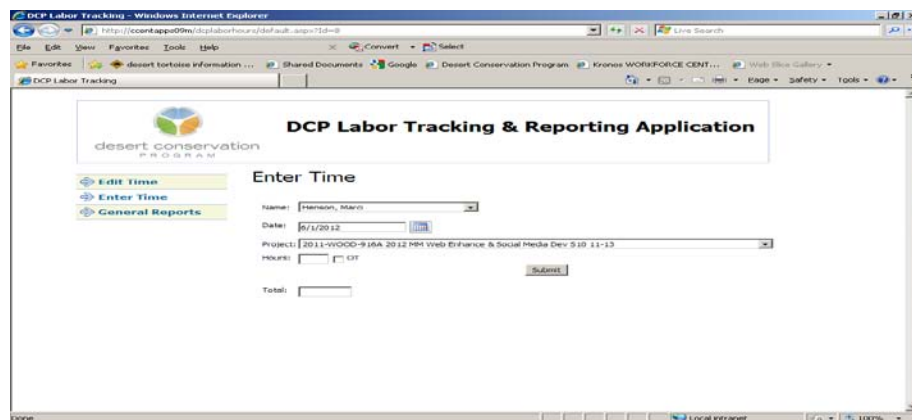 DCP Labor Tracking - Windows Internet Explorer
http://ccentapps09m/dcplaborhours/default.aspx?Id=8
Live Search
File Edit View Favorites Tools Help
Convert Select
Favorites desert tortoise information ... Shared Documents Google Desert Conservation Program Kronos WORKFORCE CENT... Web Slice Gallery
DCP Labor Tracking
Page Safety Tools
desert conservation
PROGRAM
DCP Labor Tracking & Reporting Application
Edit Time
Enter Time
General Reports
Enter Time
Name: Henson, Marci
Date: 6/1/2012
Project: 2011-WOCD-916A 2012 MM Web Enhance & Social Media Dev 510 11-13
Hours: OT
Submit
Total:
Done
Local intranet
100%